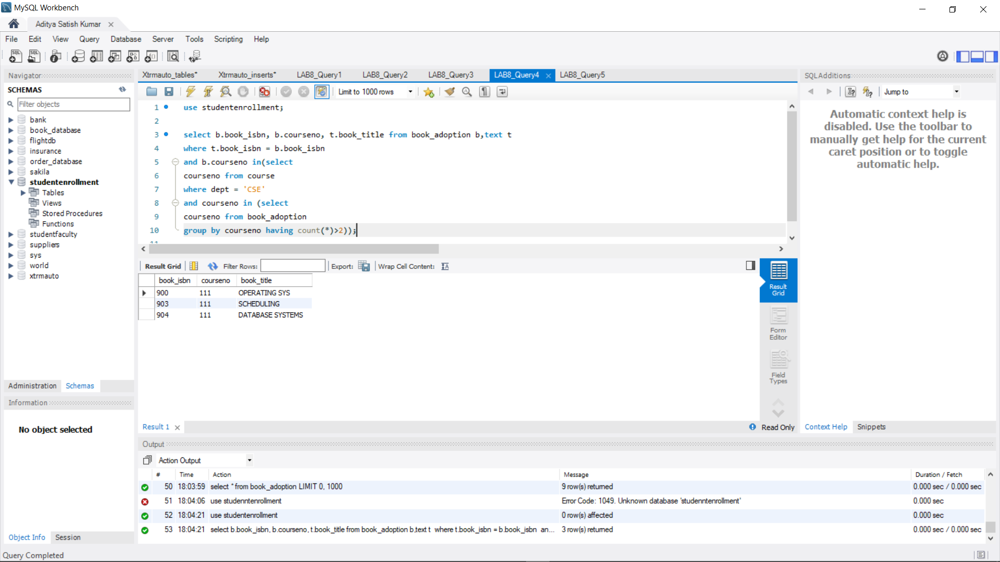 MySQL Workbench
Aditya Satish Kumar
File Edit View Query Database Server Tools Scripting Help
Navigator
SCHEMAS
Filter objects
bank
book_database
flightdb
insurance
order_database
sakila
studentenrollment
Tables
Views
Stored Procedures
Functions
studentfaculty
suppliers
sys
world
xtrmauto
Administration Schemas
Information
No object selected
Object Info Session
Xtrmauto_tables* Xtrmauto_inserts* LAB8_Query1 LAB8_Query2 LAB8_Query3 LAB8_Query4 LAB8_Query5
Limit to 1000 rows
1 use studentenrollment;
2
3 select b.book_isbn, b.courseno, t.book_title from book_adoption b,text t
4 where t.book_isbn = b.book_isbn
5 and b.courseno in(select
6 courseno from course
7 where dept = 'CSE'
8 and courseno in (select
9 courseno from book_adoption
10 group by courseno having count(*)>2));
11
Result Grid Filter Rows: Export: Wrap Cell Content:
book_isbn courseno book_title
900 111 OPERATING SYS
903 111 SCHEDULING
904 111 DATABASE SYSTEMS
Result Grid
Form Editor
Field Types
Result 1
Read Only
SQLAdditions
Jump to
Automatic context help is
disabled. Use the toolbar to
manually get help for the current
caret position or to toggle
automatic help.
Context Help Snippets
Output
Action Output
# Time Action Message Duration / Fetch
50 18:03:59 select * from book_adoption LIMIT 0, 1000 9 row(s) returned 0.000 sec / 0.000 sec
51 18:04:06 use studenntenrollment Error Code: 1049. Unknown database 'studenntenrollment' 0.000 sec
52 18:04:21 use studentenrollment 0 row(s) affected 0.000 sec
53 18:04:21 select b.book_isbn, b.courseno, t.book_title from book_adoption b,text t where t.book_isbn = b.book_isbn an... 3 row(s) returned 0.000 sec / 0.000 sec
Query Completed